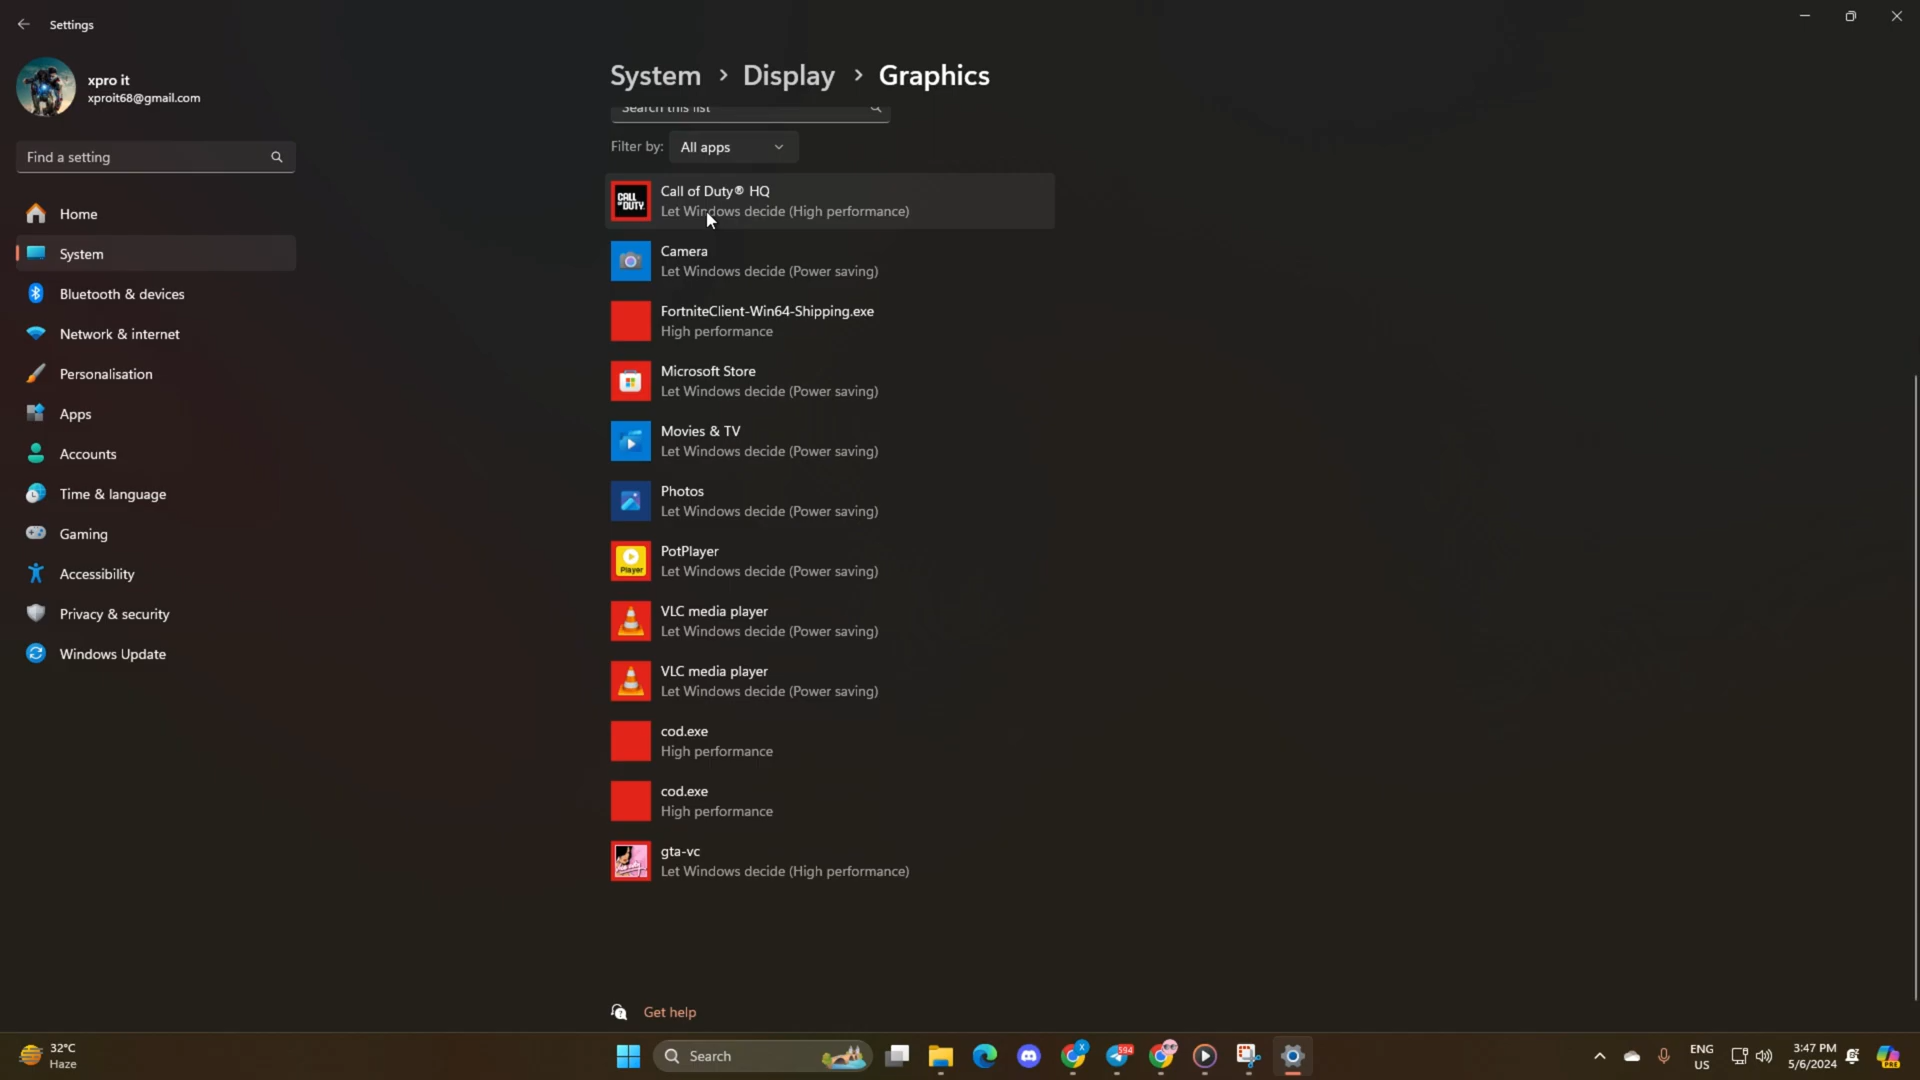 Settings
xpro it
xproit68@gmail.com
Find a setting
Home
System
Bluetooth & devices
Network & internet
Personalisation
Apps
Accounts
Time & language
Gaming
Accessibility
Privacy & security
Windows Update
System > Display > Graphics
Search this list
Filter by: All apps
CALL OF DUTY.
Call of Duty® HQ
Let Windows decide (High performance)
Camera
Let Windows decide (Power saving)
FortniteClient-Win64-Shipping.exe
High performance
Microsoft Store
Let Windows decide (Power saving)
Movies & TV
Let Windows decide (Power saving)
Photos
Let Windows decide (Power saving)
Player
PotPlayer
Let Windows decide (Power saving)
VLC media player
Let Windows decide (Power saving)
VLC media player
Let Windows decide (Power saving)
cod.exe
High performance
cod.exe
High performance
gta-vc
Let Windows decide (High performance)
Get help
32°C
Haze
Search
X
594
ENG
US
3:47 PM
5/6/2024
PRE